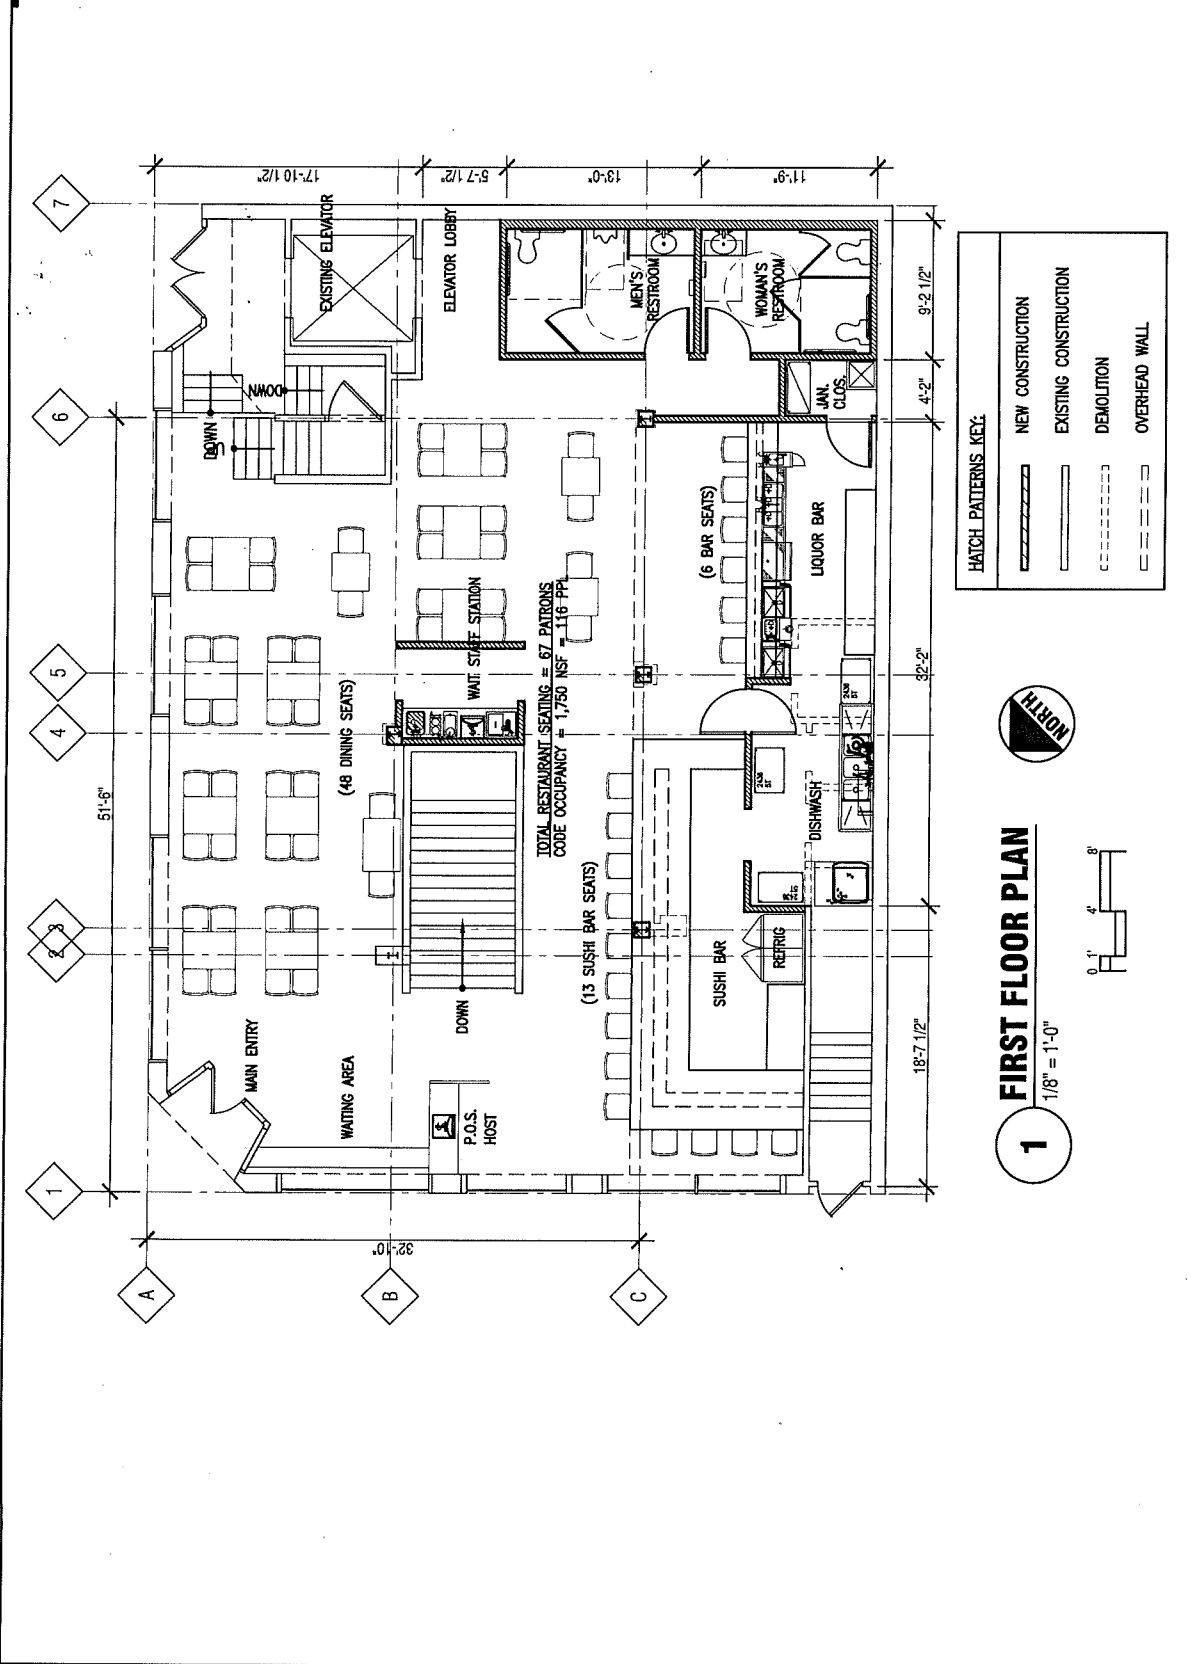 1
2
3
4
5
6
7
A
B
C
51'-6"
32'-10"
17'-10 1/2"
5'-7 1/2"
13'-0"
11'-9"
9'-2 1/2"
4'-2"
32'-2"
18'-7 1/2"
MAIN ENTRY
WAITING AREA
P.O.S.
HOST
DOWN
(48 DINING SEATS)
WAIT STAFF STATION
TOTAL RESTAURANT SEATING = 67 PATRONS
CODE OCCUPANCY = 1,750 NSF = 116 PPL
(13 SUSHI BAR SEATS)
SUSHI BAR
REFRIG
DISHWASH
2436
ST
2436
ST
(6 BAR SEATS)
LIQUOR BAR
DOWN
DOWN
EXISTING ELEVATOR
ELEVATOR LOBBY
MEN'S
RESTROOM
WOMAN'S
RESTROOM
JAN.
CLOS.
HATCH PATTERNS KEY:
NEW CONSTRUCTION
EXISTING CONSTRUCTION
DEMOLITION
OVERHEAD WALL
NORTH
1
FIRST FLOOR PLAN
1/8" = 1'-0"
0 1' 4' 8'